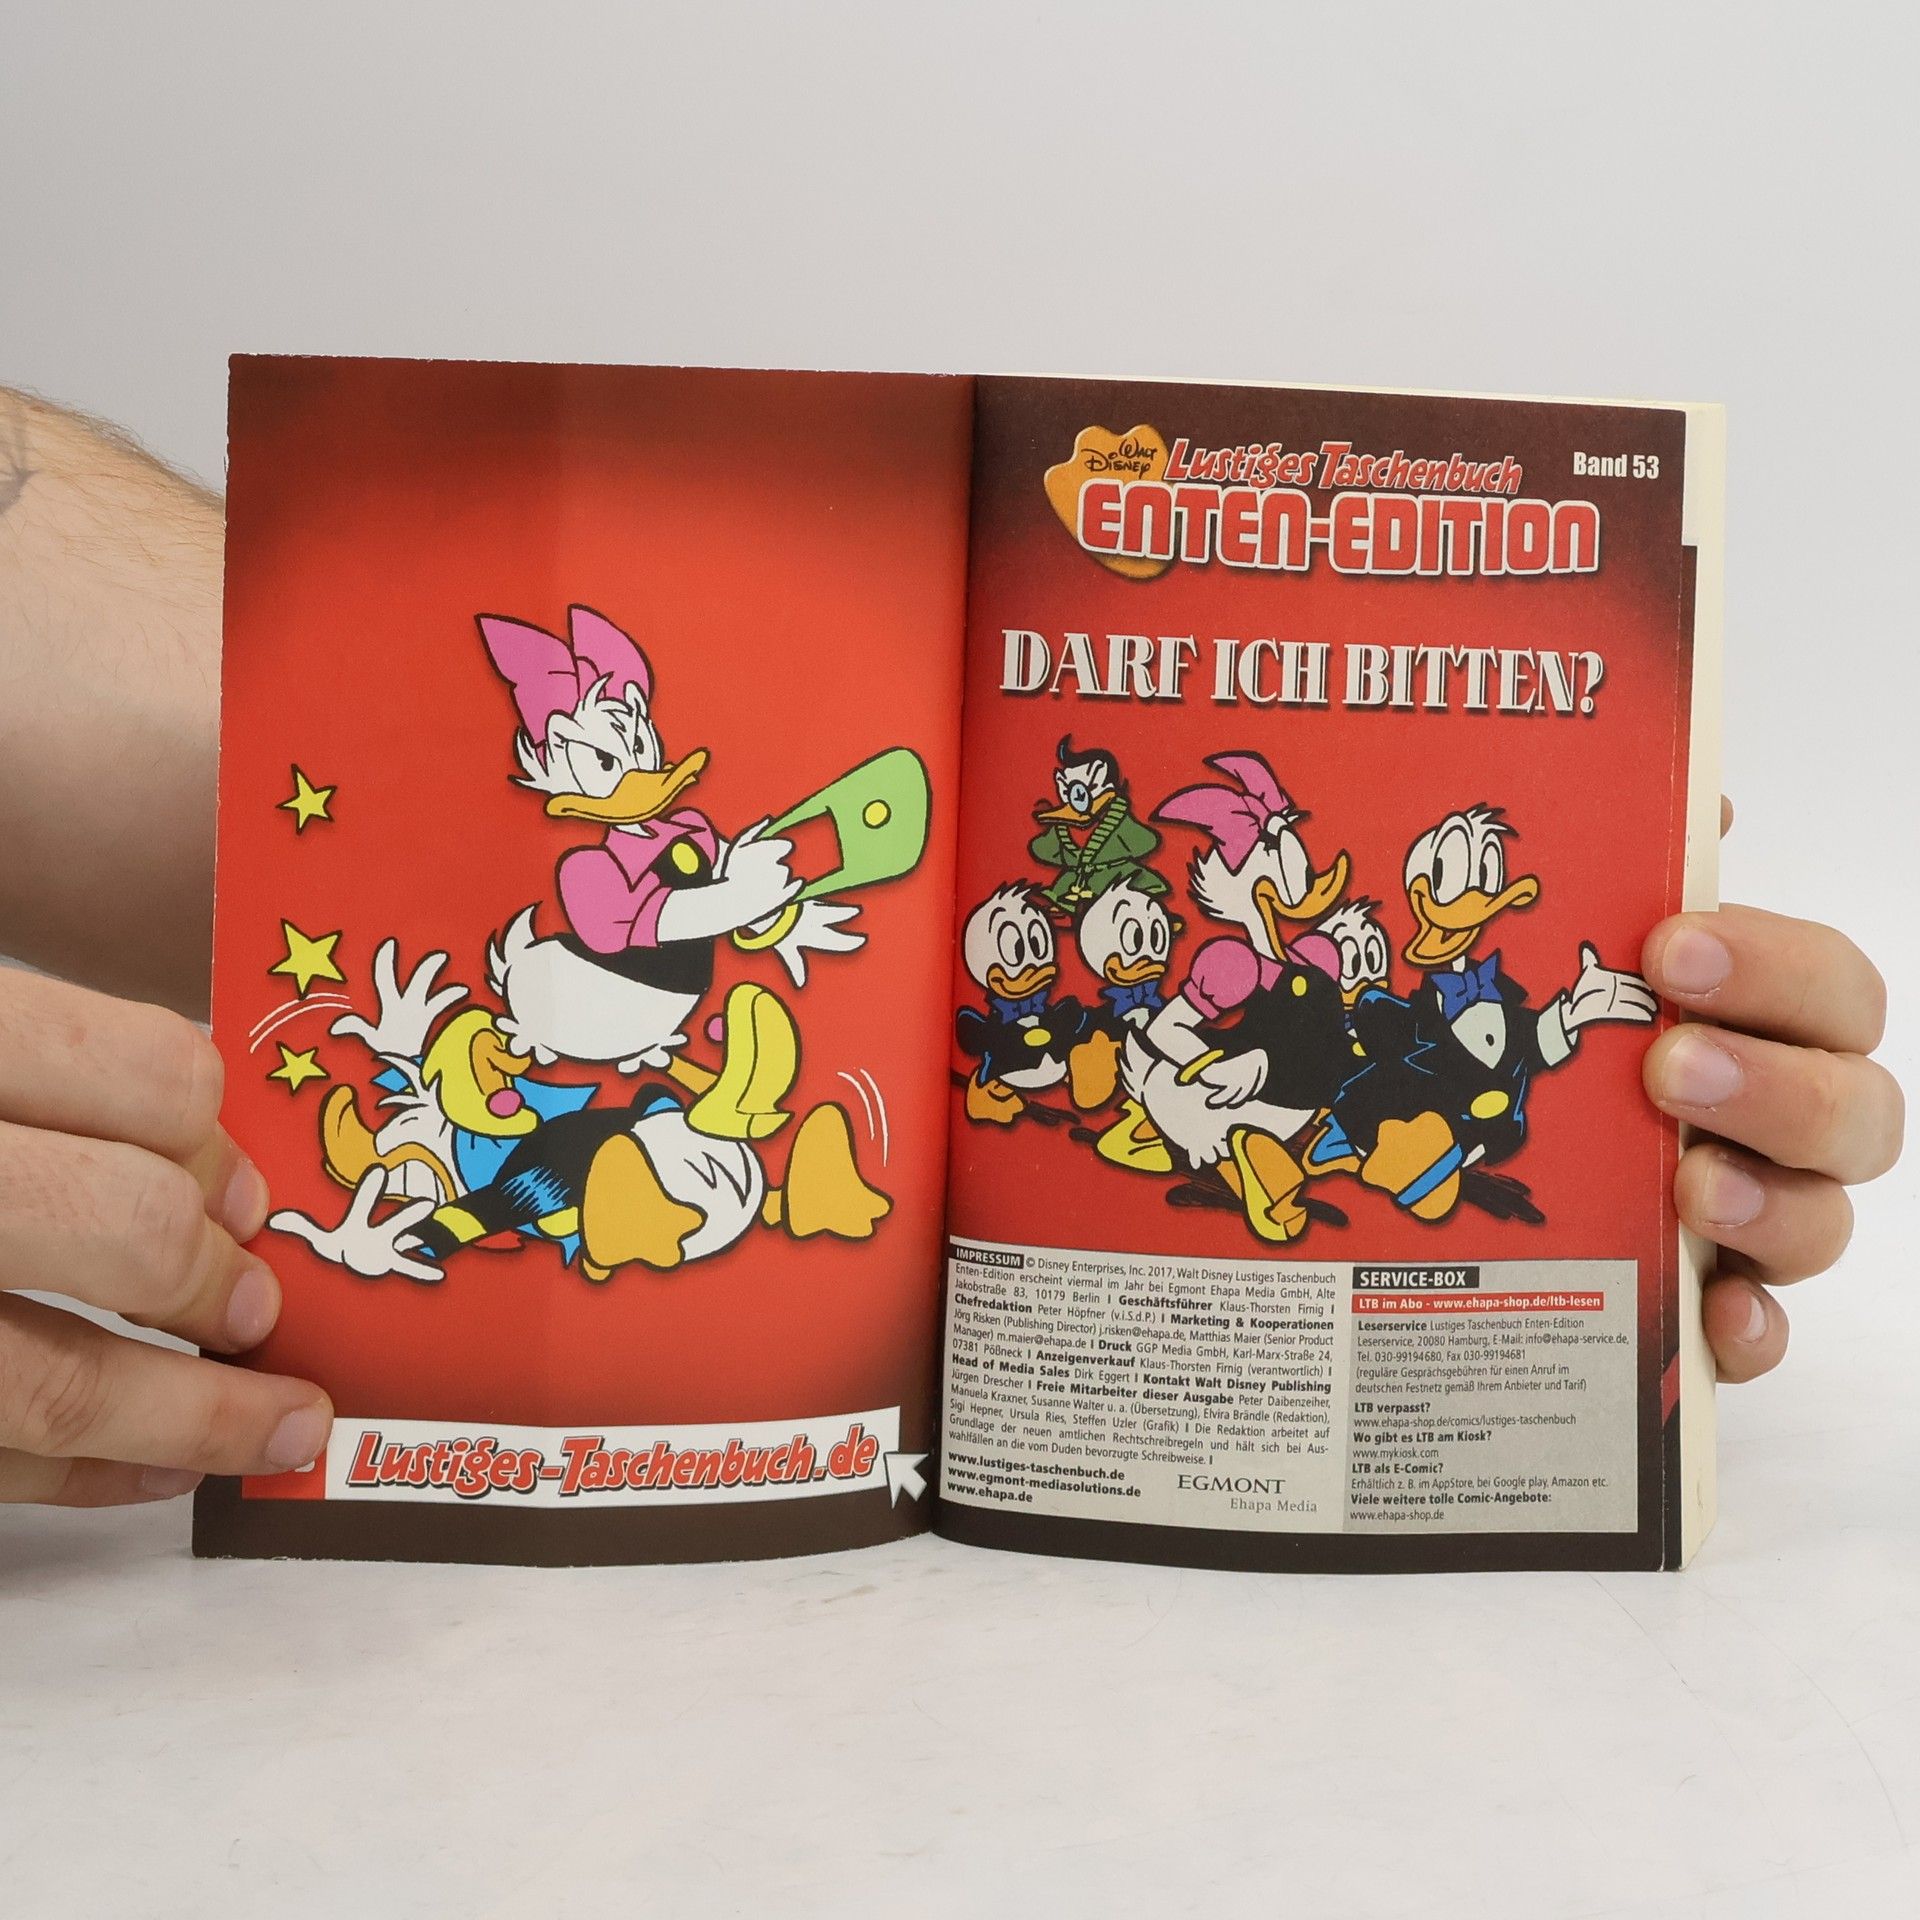 Lustiges-Taschenbuch.de
Walt
Disney
Lustiges Taschenbuch
Band 53
ENTEN-EDITION
DARF ICH BITTEN?
IMPRESSUM © Disney Enterprises, Inc. 2017, Walt Disney Lustiges Taschenbuch
Enten-Edition erscheint viermal im Jahr bei Egmont Ehapa Media GmbH, Alte
Jakobstraße 83, 10179 Berlin I Geschäftsführer Klaus-Thorsten Firnig I
Chefredaktion Peter Höpfner (v.i.S.d.P.) I Marketing & Kooperationen
Jörg Risken (Publishing Director) j.risken@ehapa.de, Matthias Maier (Senior Product
Manager) m.maier@ehapa.de I Druck GGP Media GmbH, Karl-Marx-Straße 24,
07381 Pößneck I Anzeigenverkauf Klaus-Thorsten Firnig (verantwortlich) I
Head of Media Sales Dirk Eggert I Kontakt Walt Disney Publishing
Jürgen Drescher I Freie Mitarbeiter dieser Ausgabe Peter Daibenzeiher,
Manuela Kraxner, Susanne Walter u. a. (Übersetzung), Elvira Brändle (Redaktion),
Sigi Hepner, Ursula Ries, Steffen Uzler (Grafik) I Die Redaktion arbeitet auf
Grundlage der neuen amtlichen Rechtschreibregeln und hält sich bei Aus-
wahlfällen an die vom Duden bevorzugte Schreibweise. I
www.lustiges-taschenbuch.de
www.egmont-mediasolutions.de
www.ehapa.de
EGMONT
Ehapa Media
SERVICE-BOX
LTB im Abo - www.ehapa-shop.de/ltb-lesen
Leserservice Lustiges Taschenbuch Enten-Edition
Leserservice, 20080 Hamburg, E-Mail: info@ehapa-service.de,
Tel. 030-99194680, Fax 030-99194681
(reguläre Gesprächsgebühren für einen Anruf im
deutschen Festnetz gemäß Ihrem Anbieter und Tarif)
LTB verpasst?
www.ehapa-shop.de/comics/lustiges-taschenbuch
Wo gibt es LTB am Kiosk?
www.mykiosk.com
LTB als E-Comic?
Erhältlich z. B. im AppStore, bei Google play, Amazon etc.
Viele weitere tolle Comic-Angebote:
www.ehapa-shop.de